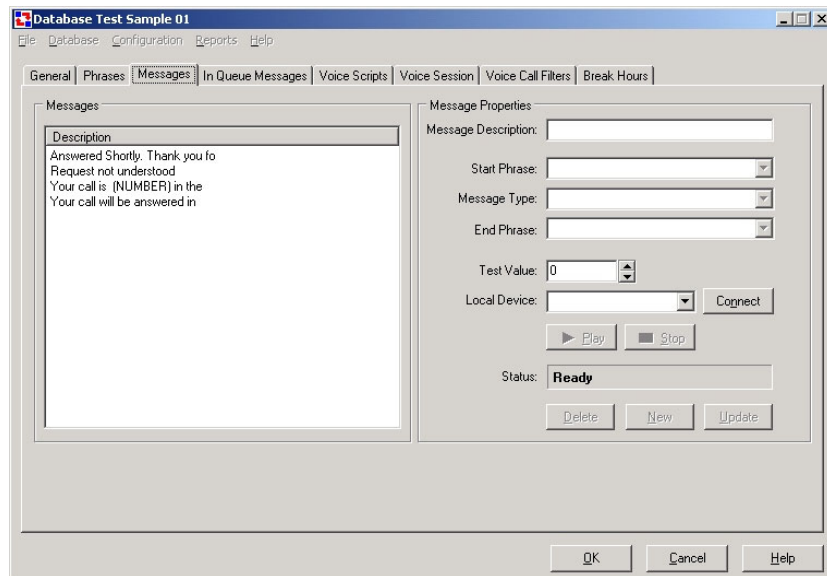 Database Test Sample 01
File Database Configuration Reports Help
General Phrases Messages In Queue Messages Voice Scripts Voice Session Voice Call Filters Break Hours
Messages
Description
Answered Shortly. Thank you fo
Request not understood
Your call is (NUMBER) in the
Your call will be answered in
Message Properties
Message Description:
Start Phrase:
Message Type:
End Phrase:
Test Value: 0
Local Device: Connect
Play Stop
Status: Ready
Delete New Update
OK Cancel Help